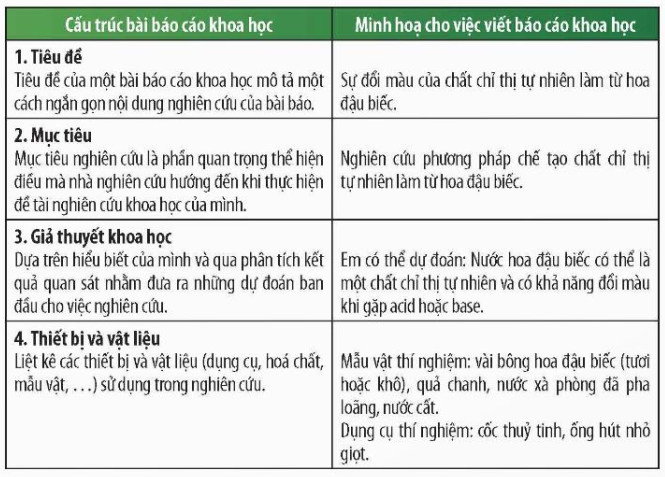 Cấu trúc bài báo cáo khoa học
Minh hoạ cho việc viết báo cáo khoa học
1. Tiêu đề
Tiêu đề của một bài báo cáo khoa học mô tả một
cách ngắn gọn nội dung nghiên cứu của bài báo.
Sự đổi màu của chất chỉ thị tự nhiên làm từ hoa
đậu biếc.
2. Mục tiêu
Mục tiêu nghiên cứu là phần quan trọng thể hiện
điều mà nhà nghiên cứu hướng đến khi thực hiện
đề tài nghiên cứu khoa học của mình.
Nghiên cứu phương pháp chế tạo chất chỉ thị
tự nhiên làm từ hoa đậu biếc.
3. Giả thuyết khoa học
Dựa trên hiểu biết của mình và qua phân tích kết
quả quan sát nhằm đưa ra những dự đoán ban
đầu cho việc nghiên cứu.
Em có thể dự đoán: Nước hoa đậu biếc có thể là
một chất chỉ thị tự nhiên và có khả năng đổi màu
khi gặp acid hoặc base.
4. Thiết bị và vật liệu
Liệt kê các thiết bị và vật liệu (dụng cụ, hoá chất,
mẫu vật, …) sử dụng trong nghiên cứu.
Mẫu vật thí nghiệm: vài bông hoa đậu biếc (tươi
hoặc khô), quả chanh, nước xà phòng đã pha
loãng, nước cất.
Dụng cụ thí nghiệm: cốc thuỷ tinh, ống hút nhỏ
giọt.